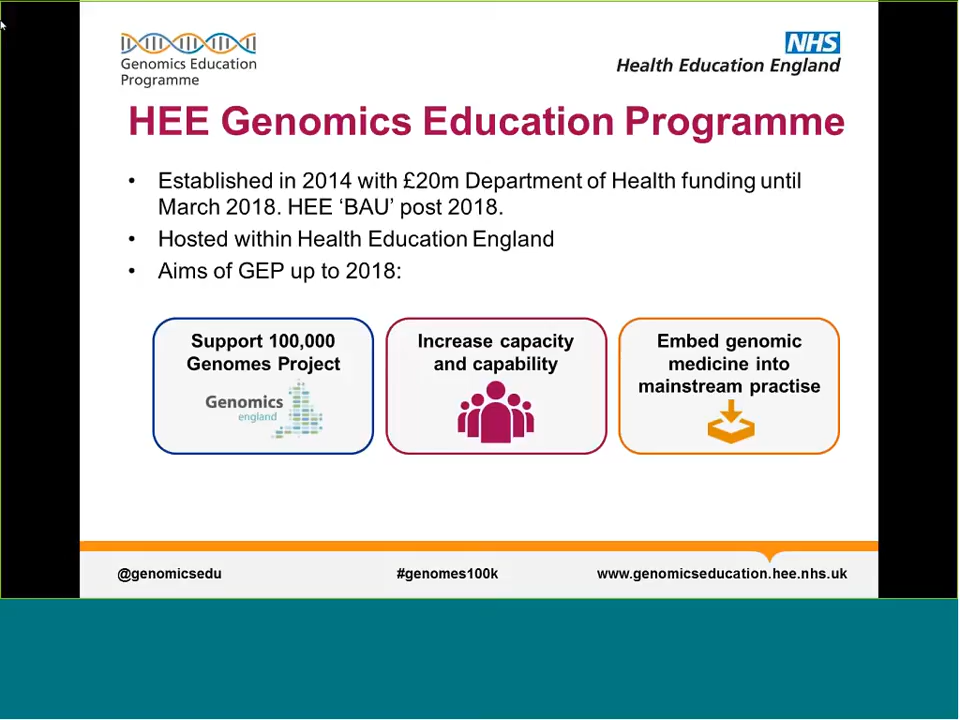 Genomics Education
Programme
NHS
Health Education England
HEE Genomics Education Programme
• Established in 2014 with £20m Department of Health funding until
March 2018. HEE ‘BAU’ post 2018.
• Hosted within Health Education England
• Aims of GEP up to 2018:
Support 100,000
Genomes Project
Genomics
england
Increase capacity
and capability
Embed genomic
medicine into
mainstream practise
@genomicsedu
#genomes100k
www.genomicseducation.hee.nhs.uk